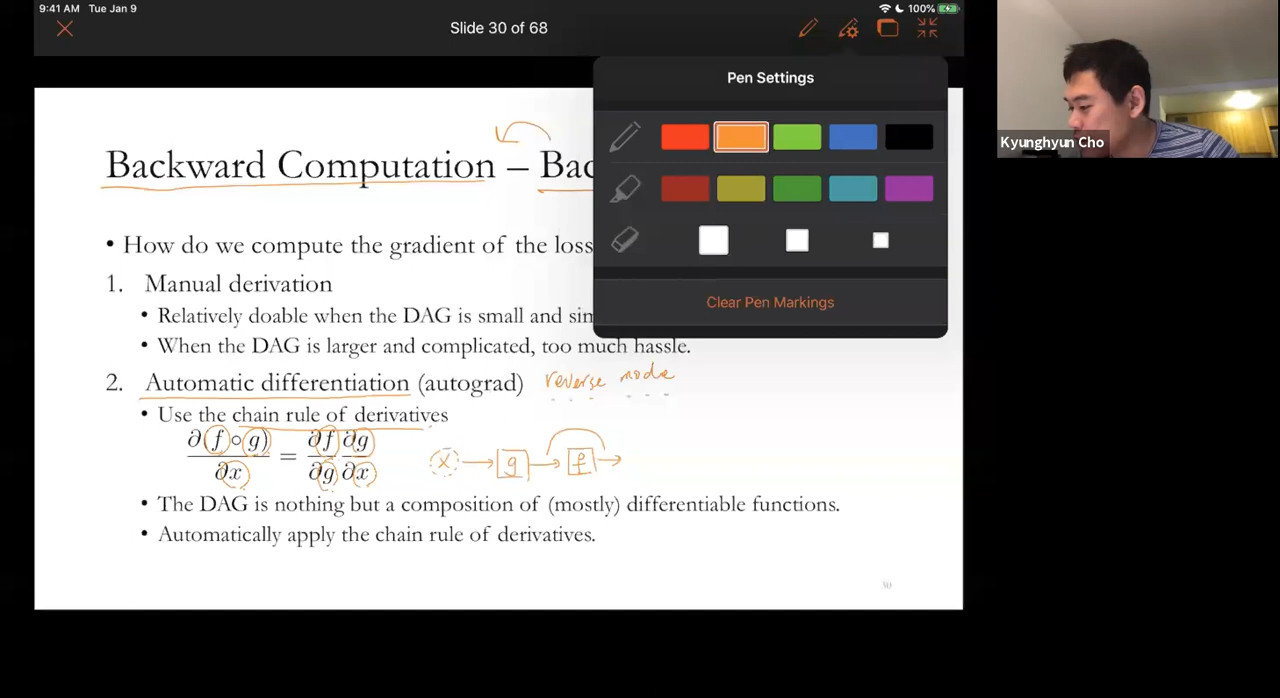 9:41 AM Tue Jan 9
100%
Slide 30 of 68
Pen Settings
Clear Pen Markings
Kyunghyun Cho
Backward Computation – Bac
• How do we compute the gradient of the loss
1. Manual derivation
• Relatively doable when the DAG is small and sim
• When the DAG is larger and complicated, too much hassle.
2. Automatic differentiation (autograd) reverse mode
• Use the chain rule of derivatives
∂(f∘g)/∂x = ∂f/∂g ∂g/∂x
x → g → f →
• The DAG is nothing but a composition of (mostly) differentiable functions.
• Automatically apply the chain rule of derivatives.
30